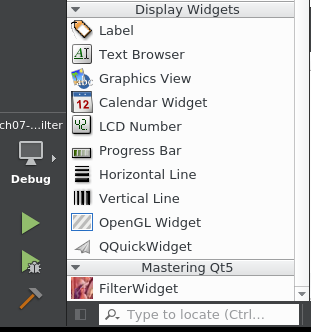 Display Widgets
Label
Text Browser
Graphics View
Calendar Widget
12
LCD Number
42
Progress Bar
Horizontal Line
Vertical Line
OpenGL Widget
QQuickWidget
Mastering Qt5
FilterWidget
ch07-...ilter
Debug
Type to locate (Ctrl...